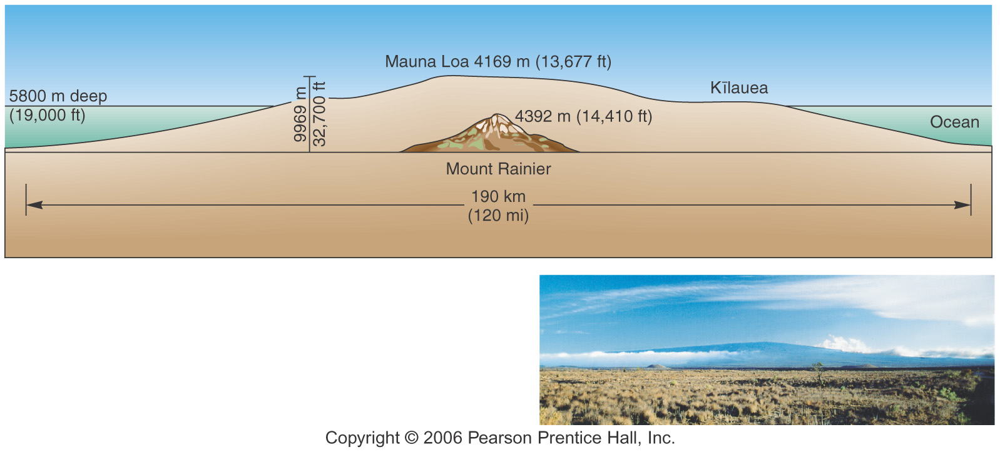 Mauna Loa 4169 m (13,677 ft)
Kīlauea
5800 m deep
(19,000 ft)
9969 m
32,700 ft
4392 m (14,410 ft)
Ocean
Mount Rainier
190 km
(120 mi)
Copyright © 2006 Pearson Prentice Hall, Inc.